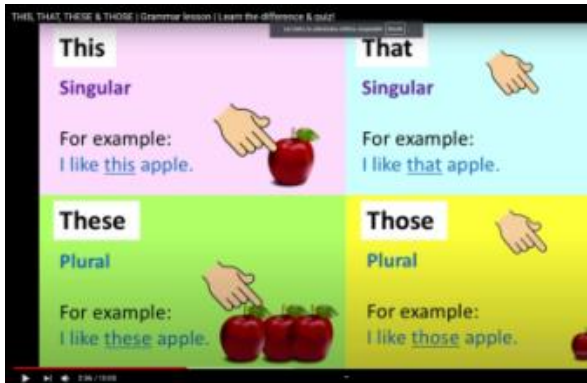 THIS, THAT, THESE & THOSE | Grammar lesson | Learn the difference & quiz!
This
Singular
For example:
I like this apple.
That
Singular
For example:
I like that apple.
These
Plural
For example:
I like these apple.
Those
Plural
For example:
I like those apple.